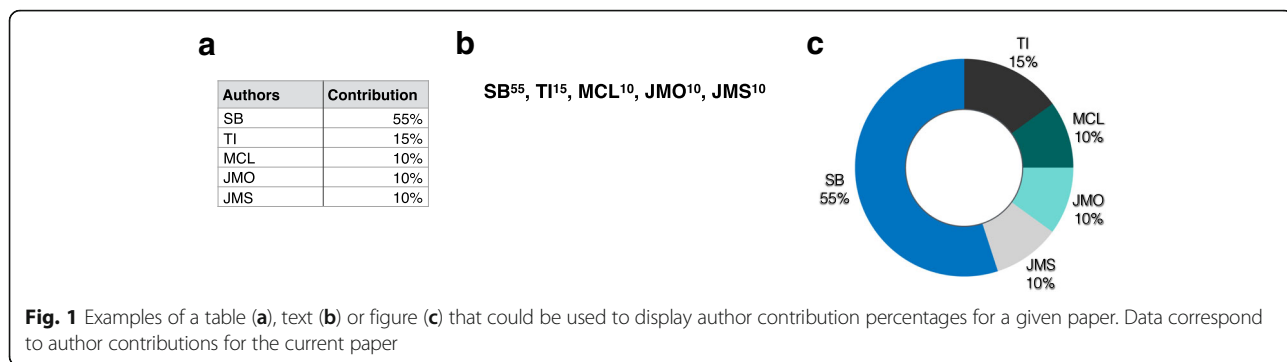 a
Authors Contribution
SB 55%
TI 15%
MCL 10%
JMO 10%
JMS 10%
b
SB⁵⁵, TI¹⁵, MCL¹⁰, JMO¹⁰, JMS¹⁰
c
TI
15%
MCL
10%
JMO
10%
JMS
10%
SB
55%
Fig. 1 Examples of a table (a), text (b) or figure (c) that could be used to display author contribution percentages for a given paper. Data correspond
to author contributions for the current paper